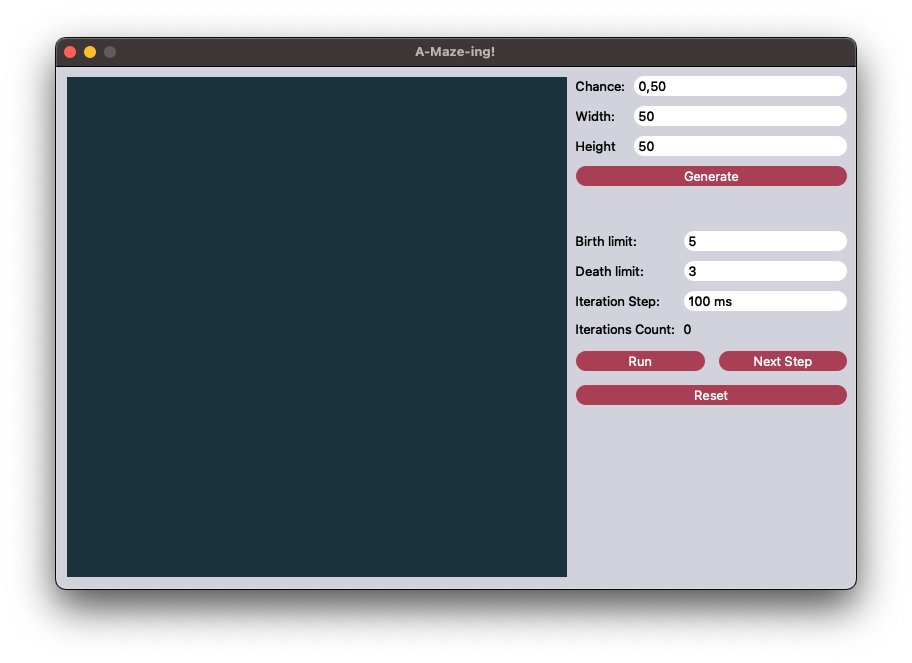 A-Maze-ing!
Chance: 0,50
Width: 50
Height 50
Generate
Birth limit: 5
Death limit: 3
Iteration Step: 100 ms
Iterations Count: 0
Run Next Step
Reset